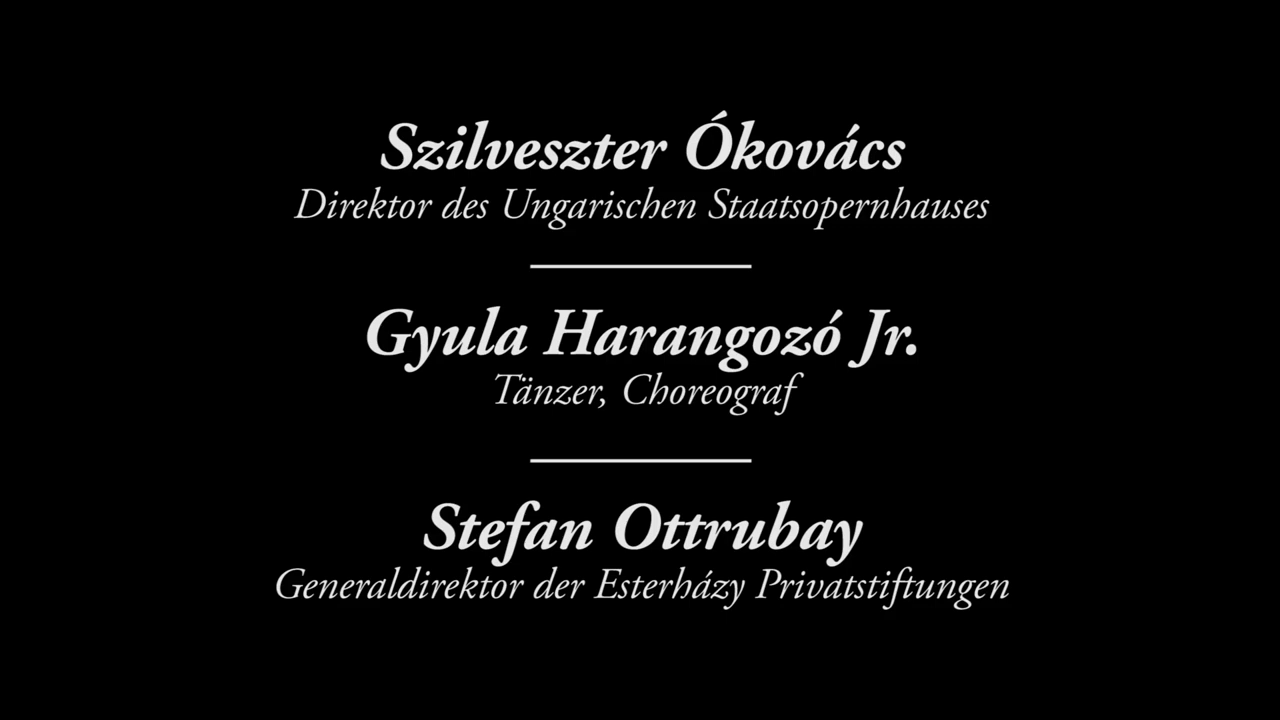 Szilveszter Ókovács
Direktor des Ungarischen Staatsopernhauses
Gyula Harangozó Jr.
Tänzer, Choreograf
Stefan Ottrubay
Generaldirektor der Esterházy Privatstiftungen